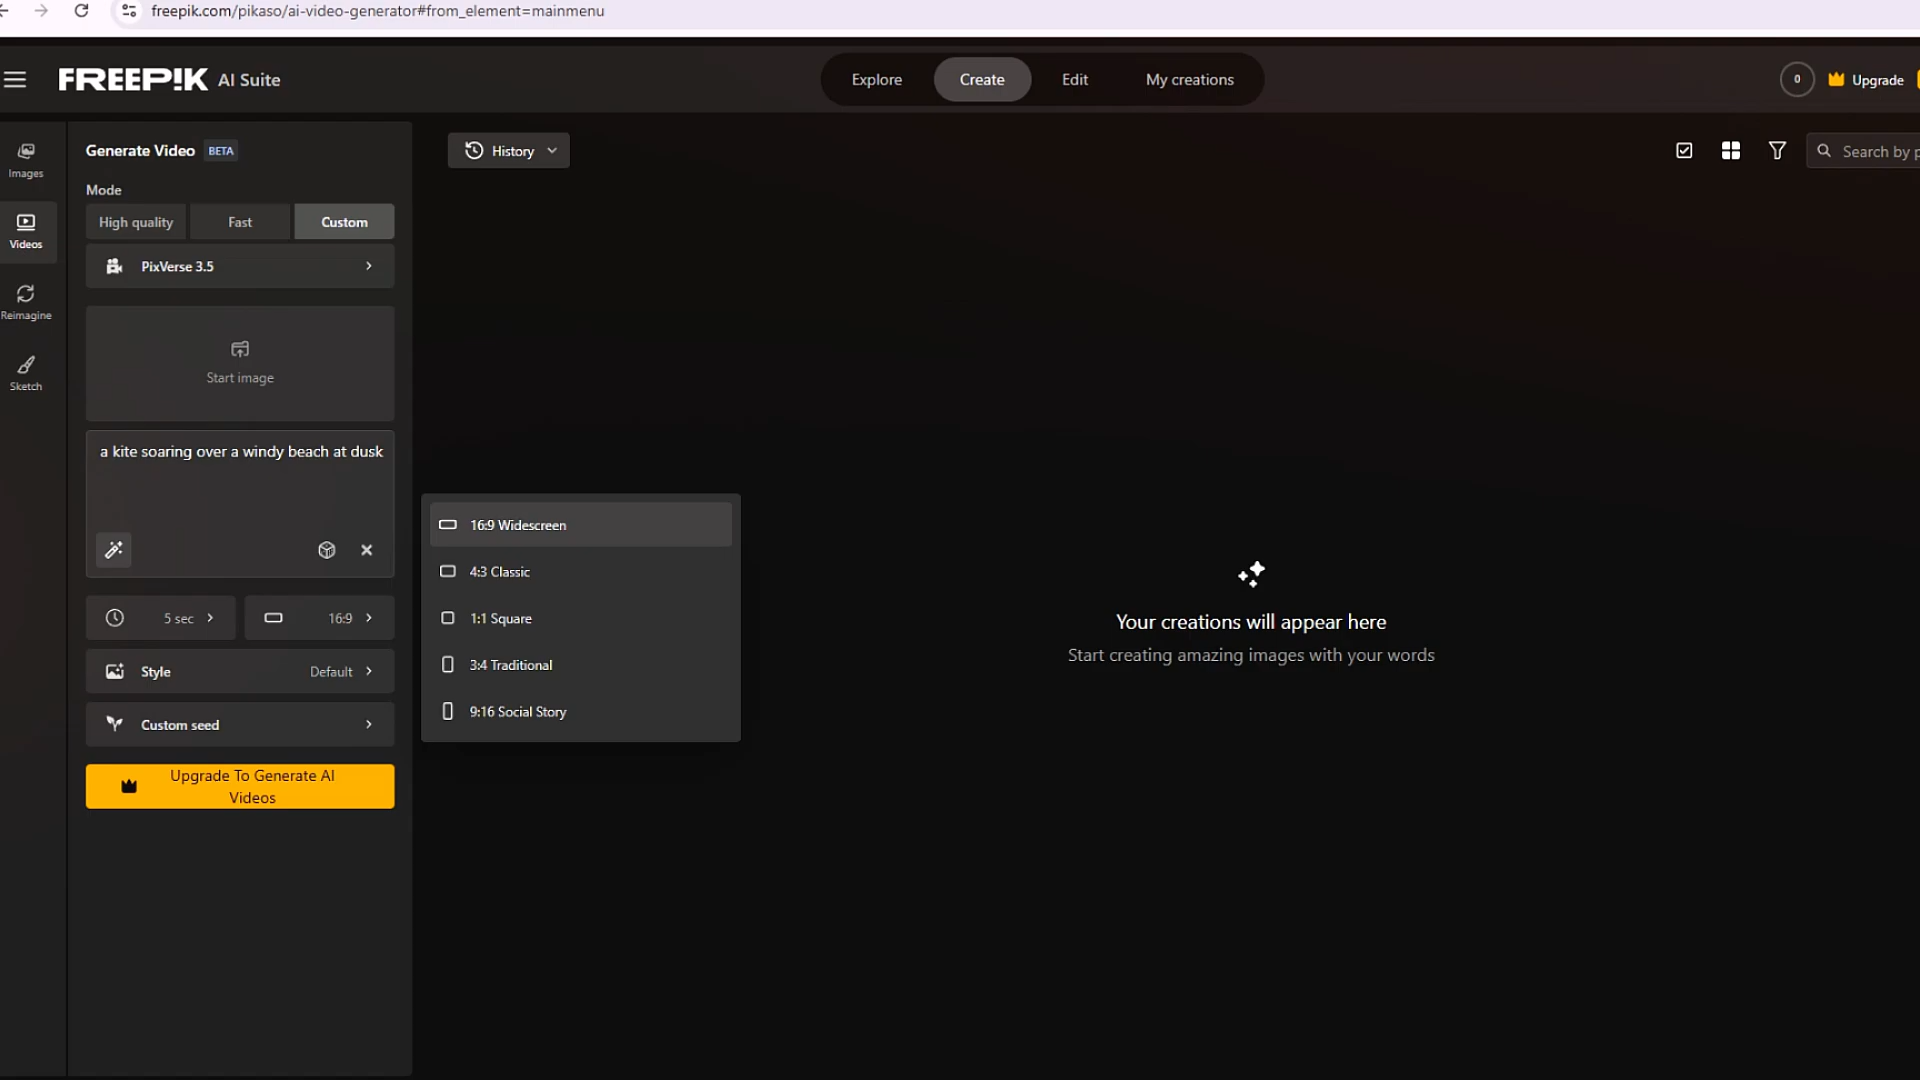 freepik.com/pikaso/ai-video-generator#from_element=mainmenu
FREEP!K AI Suite
Explore
Create
Edit
My creations
0
Upgrade
Images
Videos
Reimagine
Sketch
Generate Video BETA
Mode
High quality
Fast
Custom
PixVerse 3.5
Start image
a kite soaring over a windy beach at dusk
5 sec
16:9
Style
Default
Custom seed
Upgrade To Generate AI
Videos
History
Search by p
16:9 Widescreen
4:3 Classic
1:1 Square
3:4 Traditional
9:16 Social Story
Your creations will appear here
Start creating amazing images with your words